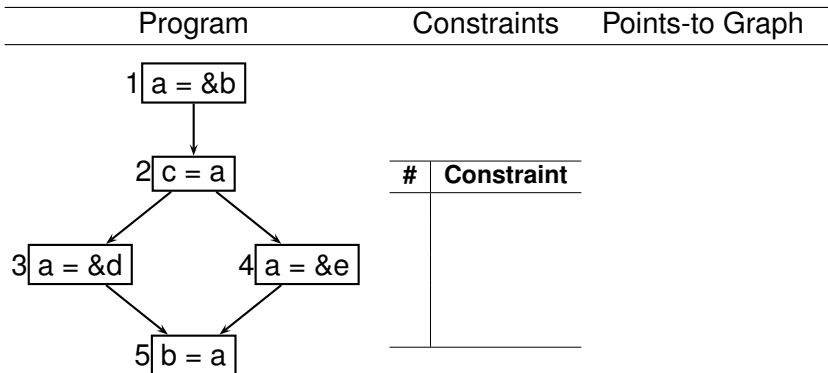 Program Constraints Points-to Graph
1 a = &b
2 c = a
# Constraint
3 a = &d 4 a = &e
5 b = a